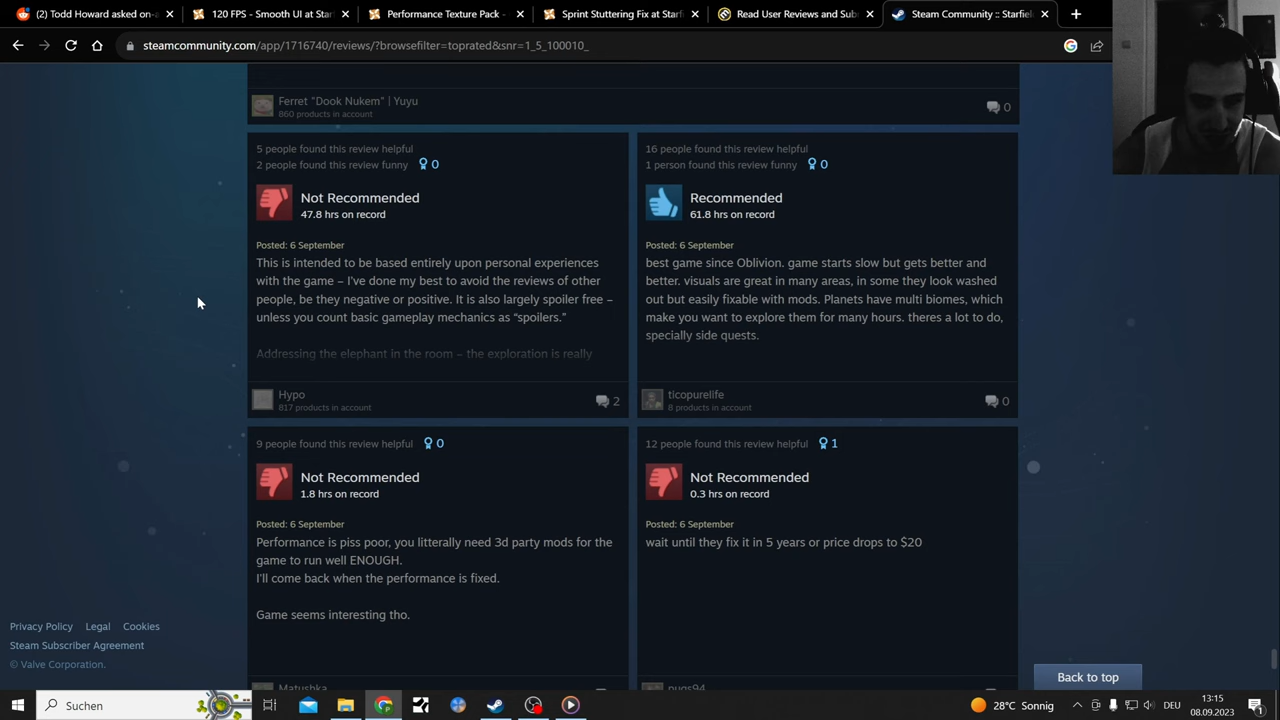 (2) Todd Howard asked on-a
120 FPS - Smooth UI at Star
Performance Texture Pack -
Sprint Stuttering Fix at Starf
Read User Reviews and Sub
Steam Community :: Starfiel
steamcommunity.com/app/1716740/reviews/?browsefilter=toprated&snr=1_5_100010_
Ferret "Dook Nukem" | Yuyu
860 products in account
0
5 people found this review helpful
2 people found this review funny
0
Not Recommended
47.8 hrs on record
Posted: 6 September
This is intended to be based entirely upon personal experiences
with the game – I've done my best to avoid the reviews of other
people, be they negative or positive. It is also largely spoiler free –
unless you count basic gameplay mechanics as “spoilers.”
Addressing the elephant in the room – the exploration is really
Hypo
817 products in account
2
16 people found this review helpful
1 person found this review funny
0
Recommended
61.8 hrs on record
Posted: 6 September
best game since Oblivion. game starts slow but gets better and
better. visuals are great in many areas, in some they look washed
out but easily fixable with mods. Planets have multi biomes, which
make you want to explore them for many hours. theres a lot to do,
specially side quests.
ticopurelife
8 products in account
0
9 people found this review helpful
0
Not Recommended
1.8 hrs on record
Posted: 6 September
Performance is piss poor, you litterally need 3d party mods for the
game to run well ENOUGH.
I'll come back when the performance is fixed.
Game seems interesting tho.
Matushka
12 people found this review helpful
1
Not Recommended
0.3 hrs on record
Posted: 6 September
wait until they fix it in 5 years or price drops to $20
pugs94
Privacy Policy
Legal
Cookies
Steam Subscriber Agreement
© Valve Corporation.
Back to top
Suchen
28°C Sonnig
DEU
13:15
08.09.2023
1